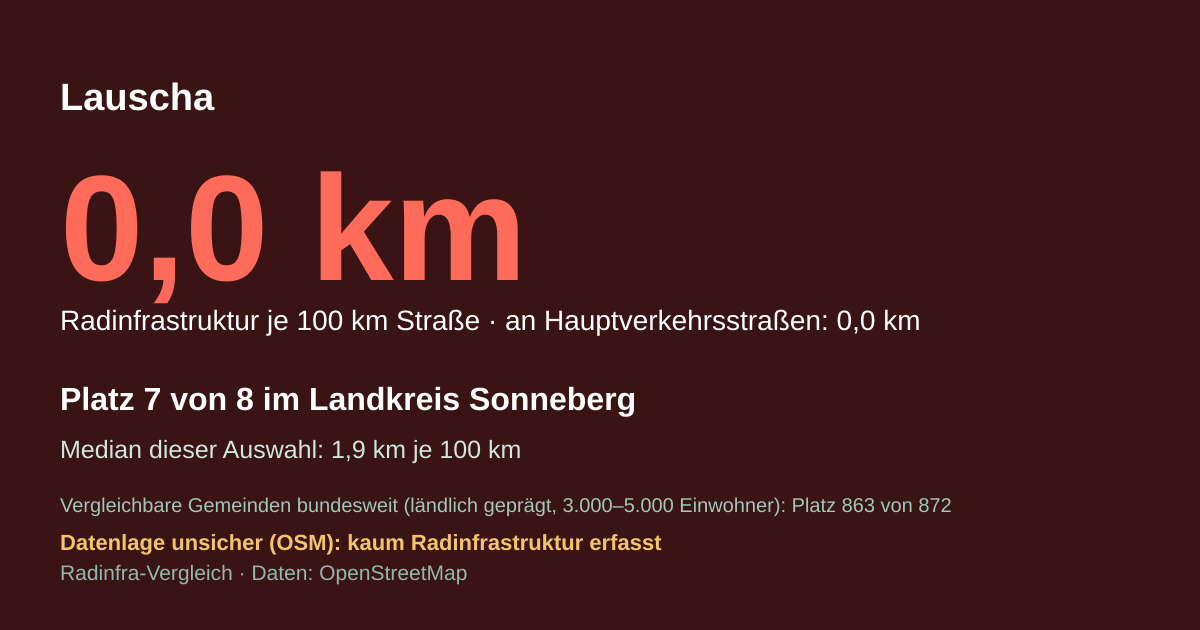 Lauscha
0,0 km
Radinfrastruktur je 100 km Straße · an Hauptverkehrsstraßen: 0,0 km
Platz 7 von 8 im Landkreis Sonneberg
Median dieser Auswahl: 1,9 km je 100 km
Vergleichbare Gemeinden bundesweit (ländlich geprägt, 3.000–5.000 Einwohner): Platz 863 von 872
Datenlage unsicher (OSM): kaum Radinfrastruktur erfasst
Radinfra-Vergleich · Daten: OpenStreetMap